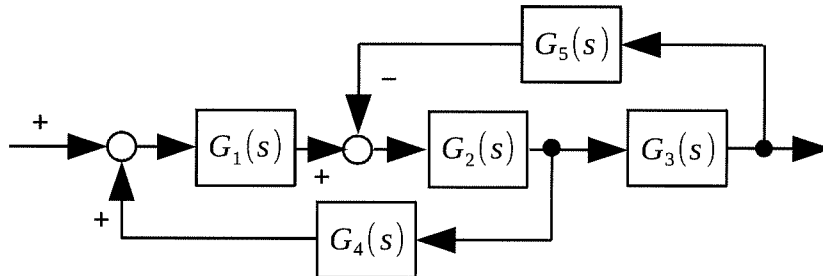 G₅(s)
−
+
G₁(s)
+
G₂(s)
G₃(s)
+
G₄(s)